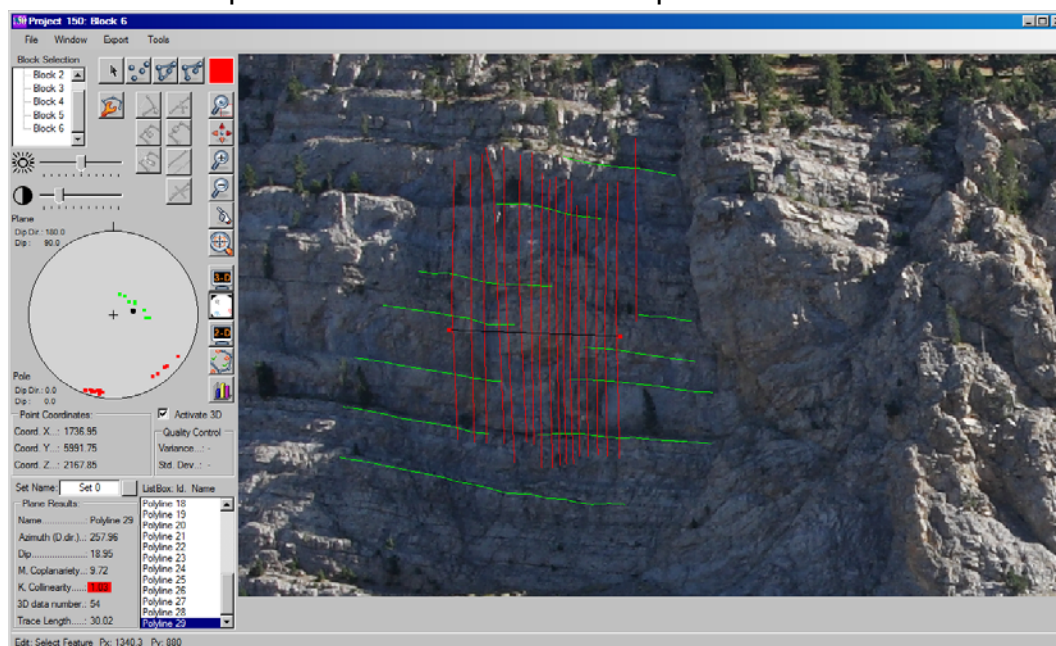 Project 150: Block 6
File Window Export Tools
Block Selection
Block 2
Block 3
Block 4
Block 5
Block 6
Plane
Dip Dir.: 180.0
Dip : 90.0
3-D
2-D
Pole
Dip Dir.: 0.0
Dip : 0.0
Activate 3D
Point Coordinates:
Coord. X...: 1736.95
Coord. Y...: 5991.75
Coord. Z...: 2167.85
Quality Control
Variance...: -
Std. Dev...: -
Set Name: Set 0
ListBox: Id. Name
Plane Results:
Name....................: Polyline 29
Azimuth (D.dir.)..: 257.96
Dip.......................: 18.95
M. Coplanariety..: 9.72
K. Collinearity.....: 1.03
3D data number.: 54
Trace Length.....: 30.02
Polyline 18
Polyline 19
Polyline 20
Polyline 21
Polyline 22
Polyline 23
Polyline 24
Polyline 25
Polyline 26
Polyline 27
Polyline 28
Polyline 29
Edit: Select Feature Px: 1340.3 Py: 880